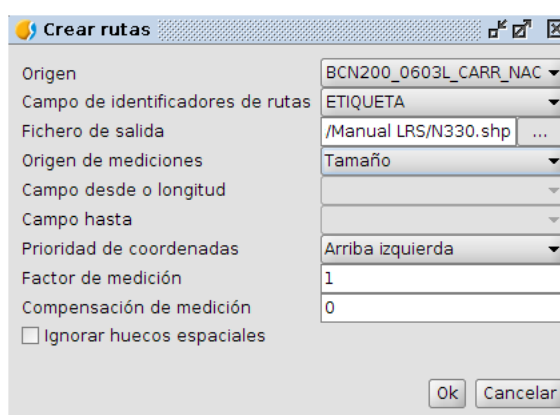 Crear rutas
Origen BCN200_0603L_CARR_NAC
Campo de identificadores de rutas ETIQUETA
Fichero de salida /Manual LRS/N330.shp ...
Origen de mediciones Tamaño
Campo desde o longitud
Campo hasta
Prioridad de coordenadas Arriba izquierda
Factor de medición 1
Compensación de medición 0
Ignorar huecos espaciales
Ok Cancelar